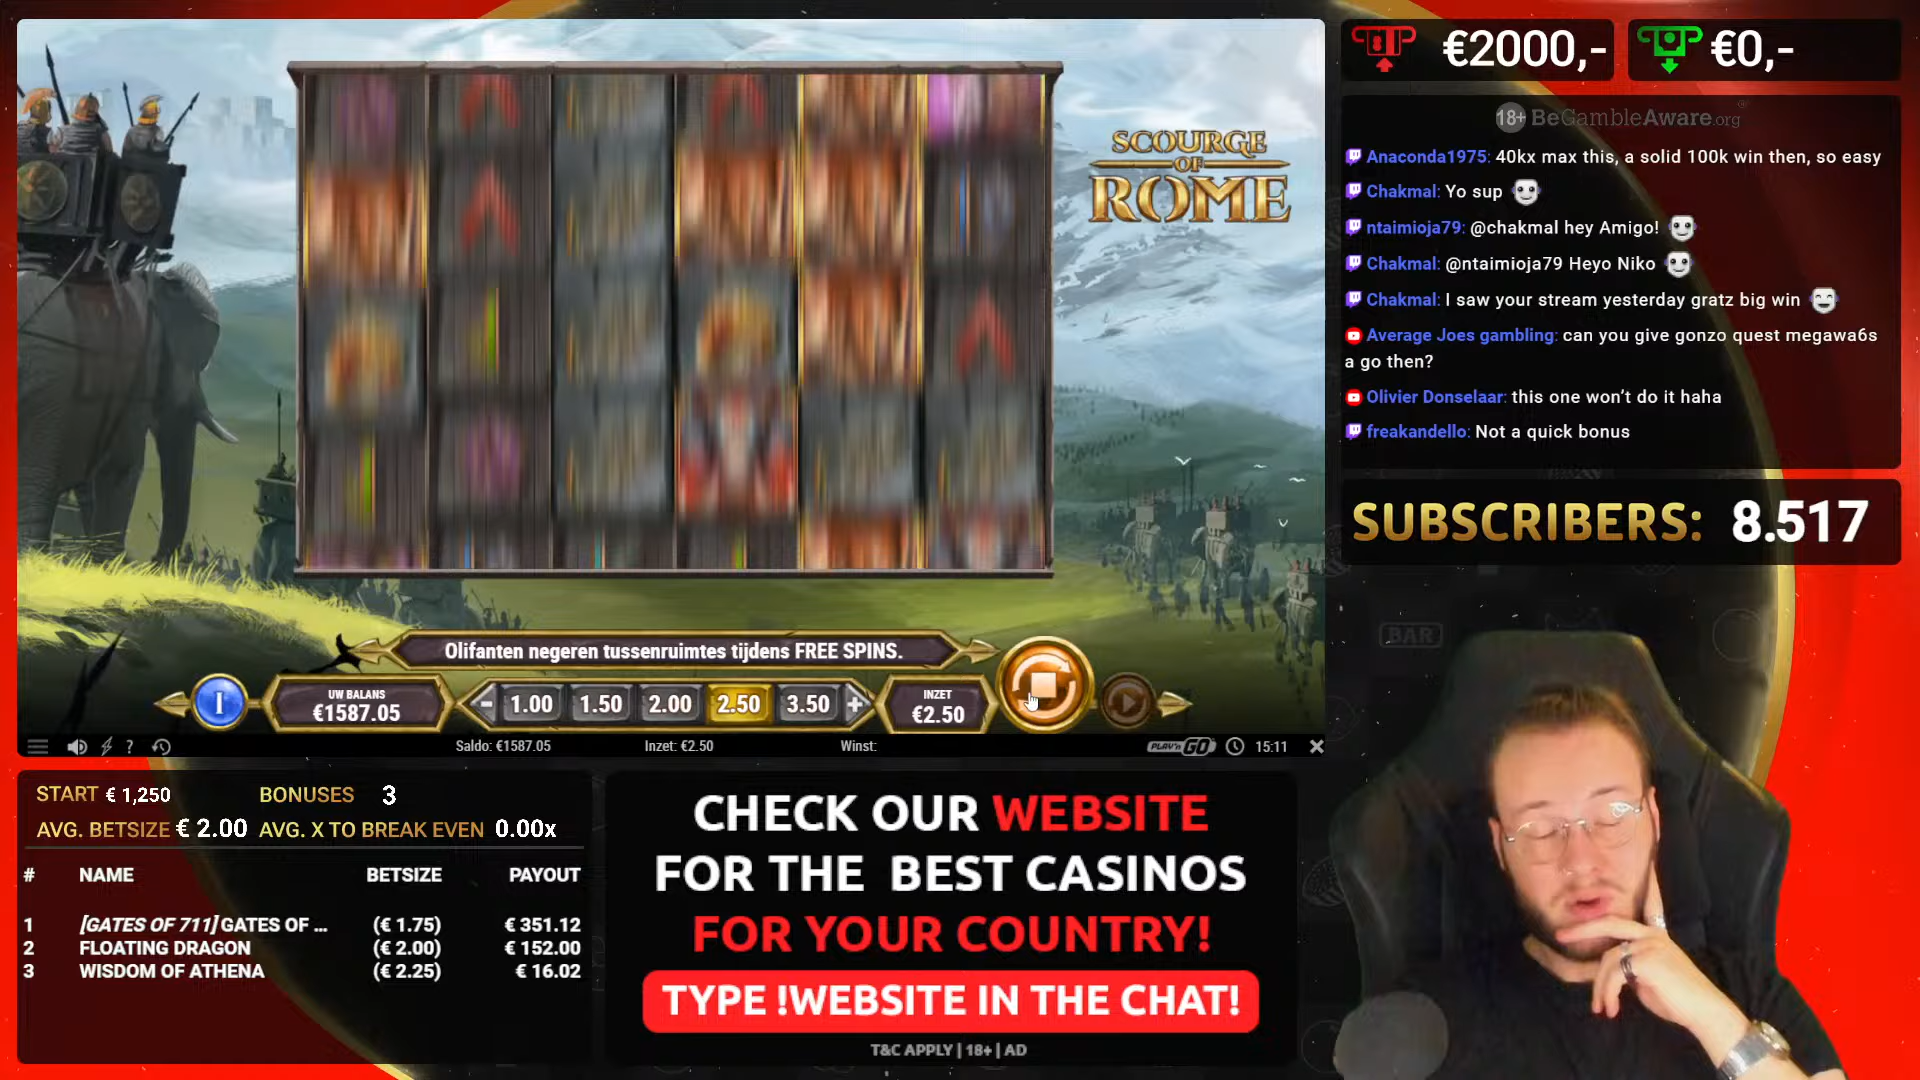 SCOURGE
OF
ROME
Olifanten negeren tussenruimtes tijdens FREE SPINS.
I
UW BALANS
€1587.05
- 1.00 1.50 2.00 2.50 3.50 +
INZET
€2.50
? Saldo: €1587.05 Inzet: €2.50 Winst: PLAY'n GO 15:11
€2000,- €0,-
18+ BeGambleAware.org
Anaconda1975: 40kx max this, a solid 100k win then, so easy
Chakmal: Yo sup
ntaimioja79: @chakmal hey Amigo!
Chakmal: @ntaimioja79 Heyo Niko
Chakmal: I saw your stream yesterday gratz big win
Average Joes gambling: can you give gonzo quest megawa6s
a go then?
Olivier Donselaar: this one won't do it haha
freakandello: Not a quick bonus
SUBSCRIBERS: 8.517
BAR
START € 1,250 BONUSES 3
AVG. BETSIZE € 2.00 AVG. X TO BREAK EVEN 0.00x
# NAME BETSIZE PAYOUT
1 [GATES OF 711] GATES OF ... (€ 1.75) € 351.12
2 FLOATING DRAGON (€ 2.00) € 152.00
3 WISDOM OF ATHENA (€ 2.25) € 16.02
CHECK OUR WEBSITE
FOR THE BEST CASINOS
FOR YOUR COUNTRY!
TYPE !WEBSITE IN THE CHAT!
T&C APPLY | 18+ | AD